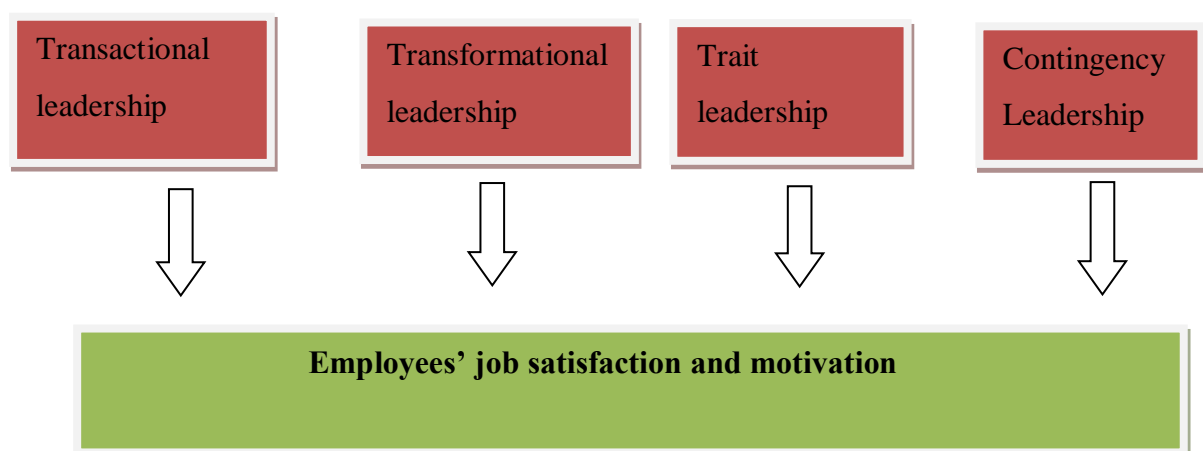 Transactional
leadership
Transformational
leadership
Trait
leadership
Contingency
Leadership
Employees’ job satisfaction and motivation